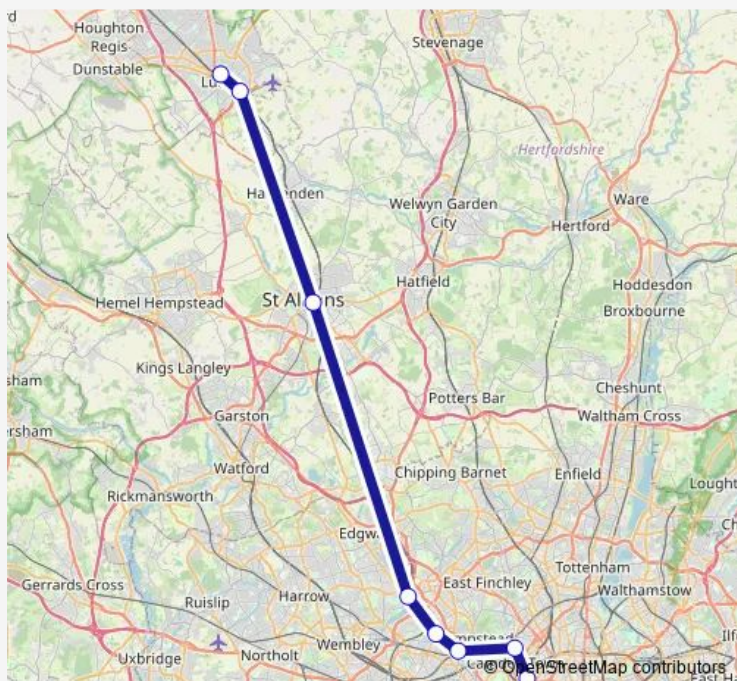 Houghton
Regis
Stevenage
Dunstable
Hertfordshire
Welwyn Garden
City
Ware
Hertford
Hemel Hempstead
Hatfield
Hoddesdon
Broxbourne
Kings Langley
Cheshunt
Potters Bar
Waltham Cross
Garston
Watford
Chipping Barnet
Enfield
Rickmansworth
Tottenham
East Finchley
Walthamstow
Gerrards Cross
Harrow
Ruislip
Wembley
Uxbridge
Northolt
© OpenStreetMap contributors